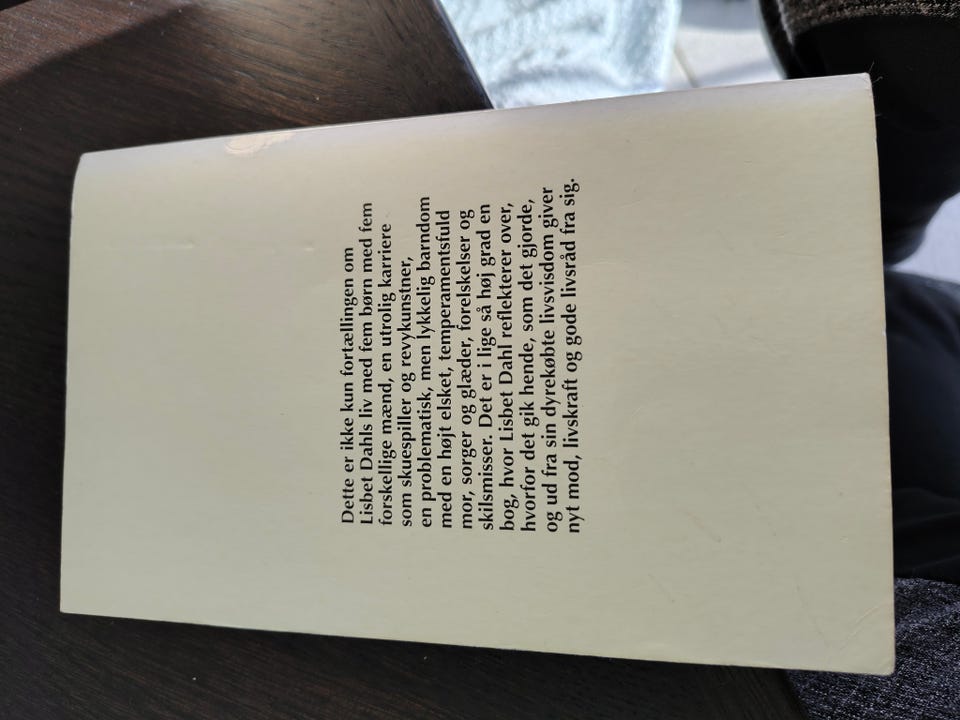 Dette er ikke kun fortællingen om
Lisbet Dahls liv med fem børn med fem
forskellige mænd, en utrolig karriere
som skuespiller og revykunstner,
en problematisk, men lykkelig barndom
med en højt elsket, temperamentsfuld
mor, sorger og glæder, forelskelser og
skilsmisser. Det er i lige så høj grad en
bog, hvor Lisbet Dahl reflekterer over,
hvorfor det gik hende, som det gjorde,
og ud fra sin dyrekøbte livsvisdom giver
nyt mod, livskraft og gode livsråd fra sig.